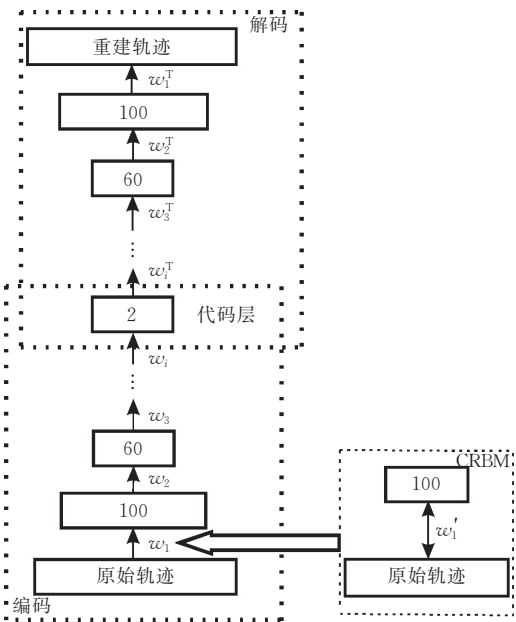 解码
重建轨迹
w₁ᵀ
100
w₂ᵀ
60
w₃ᵀ
⋮
wᵢᵀ
2
代码层
wᵢ
⋮
w₃
60
w₂
100
w₁
原始轨迹
编码
CRBM
100
w₁′
原始轨迹